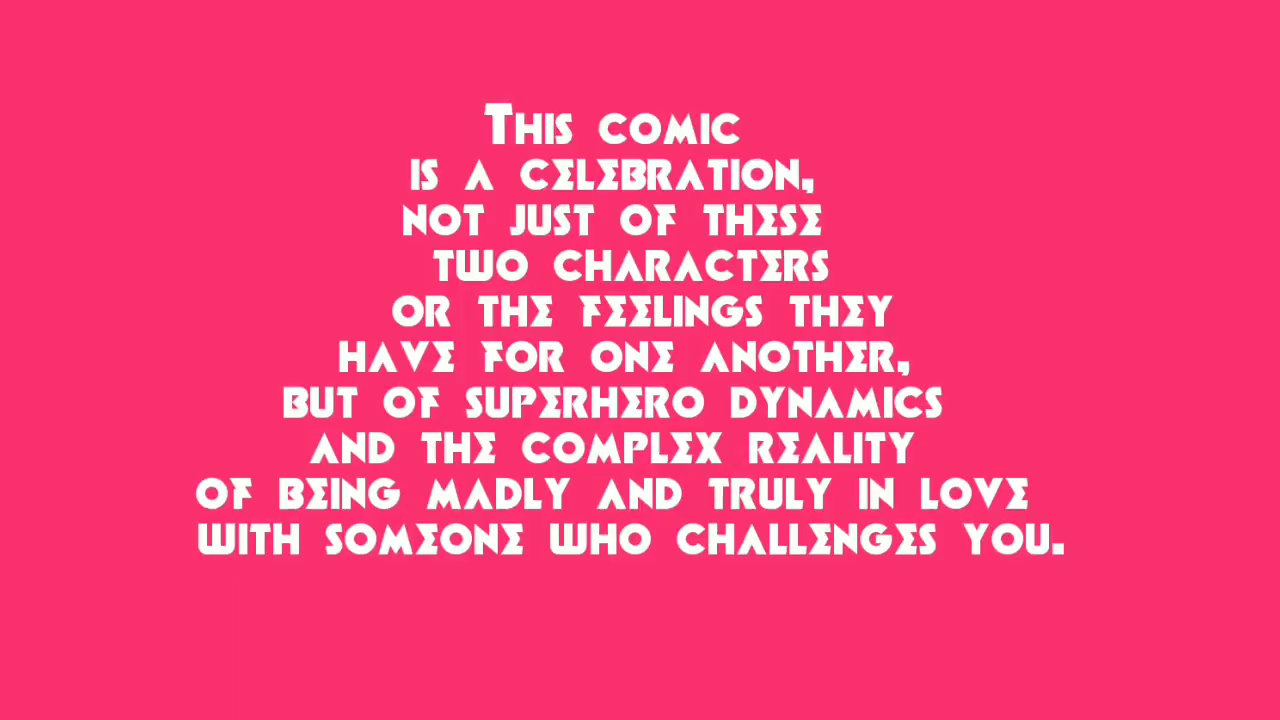 This comic
is a celebration,
not just of these
two characters
or the feelings they
have for one another,
but of superhero dynamics
and the complex reality
of being madly and truly in love
with someone who challenges you.